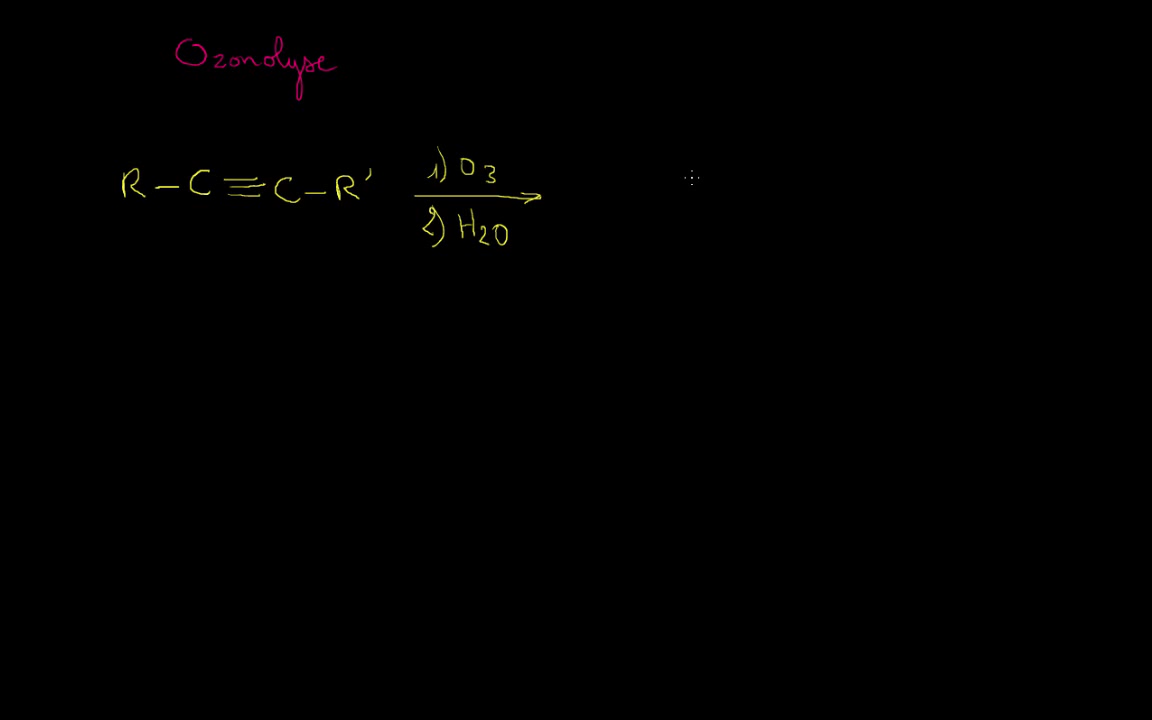 Ozonolyse
R-C≡C-R' 1) O3
2) H2O